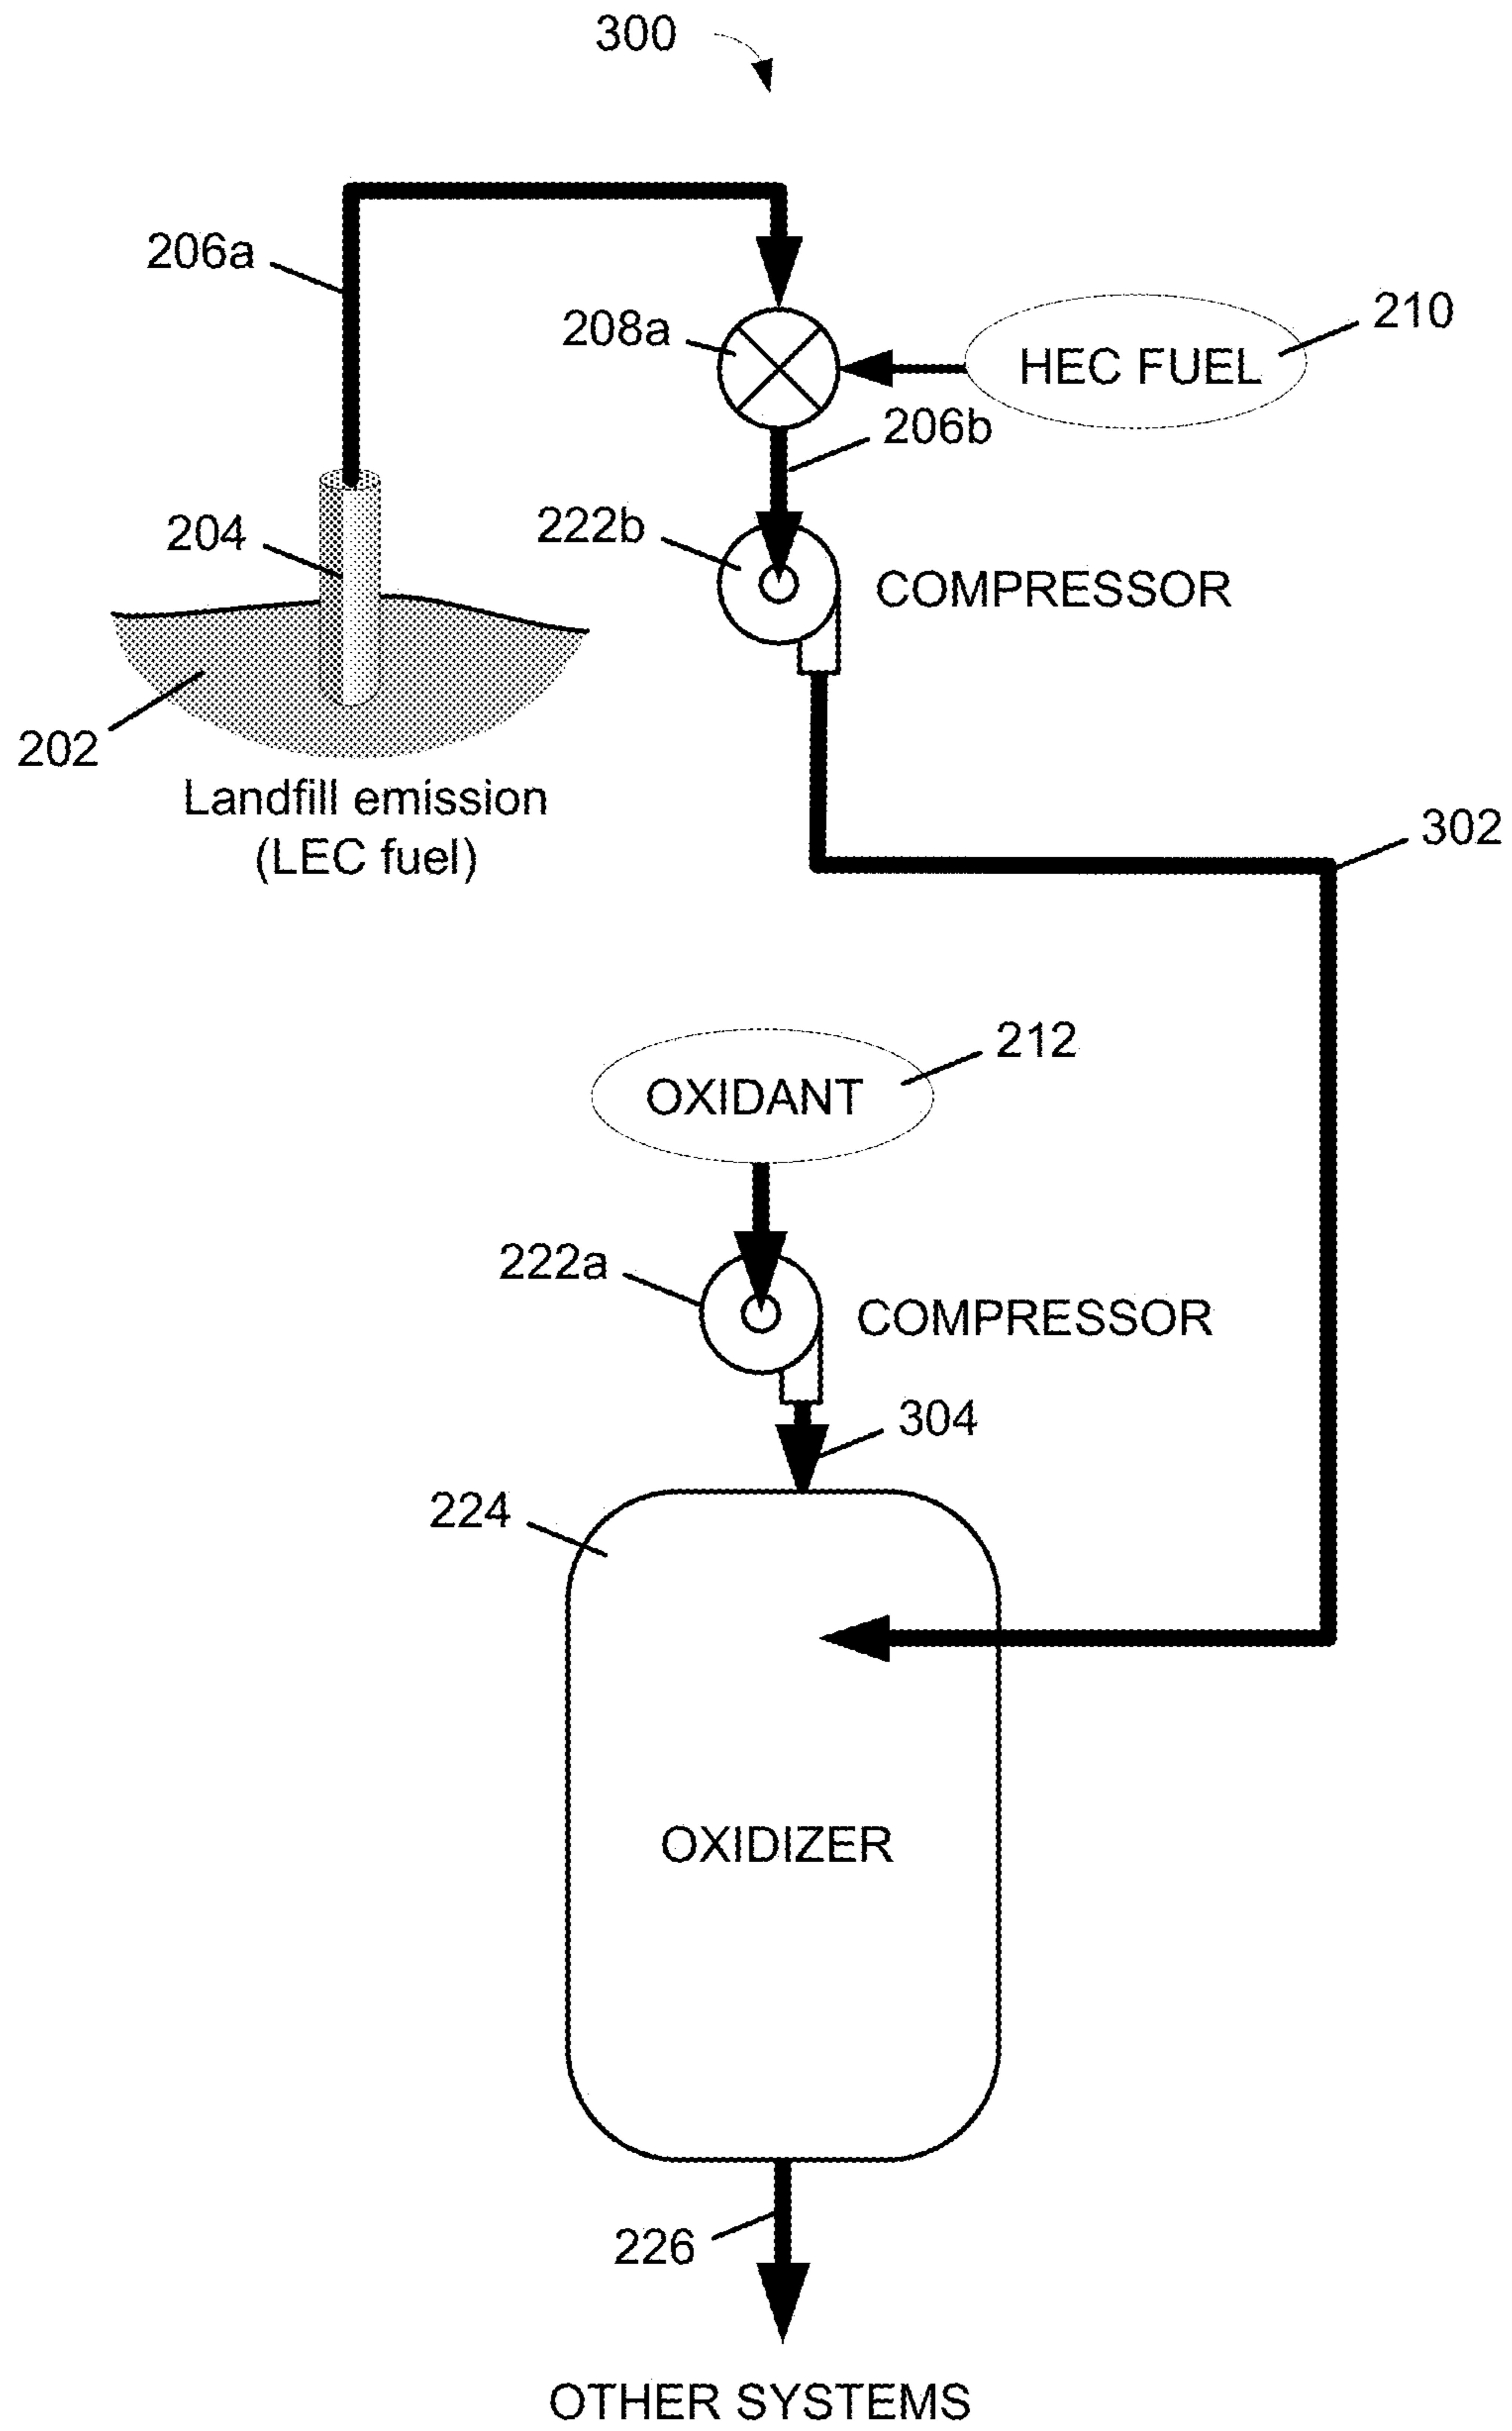 300
206a
208a
210
HEC FUEL
206b
204
222b
COMPRESSOR
202
Landfill emission
(LEC fuel)
302
212
OXIDANT
222a
COMPRESSOR
304
224
OXIDIZER
226
OTHER SYSTEMS